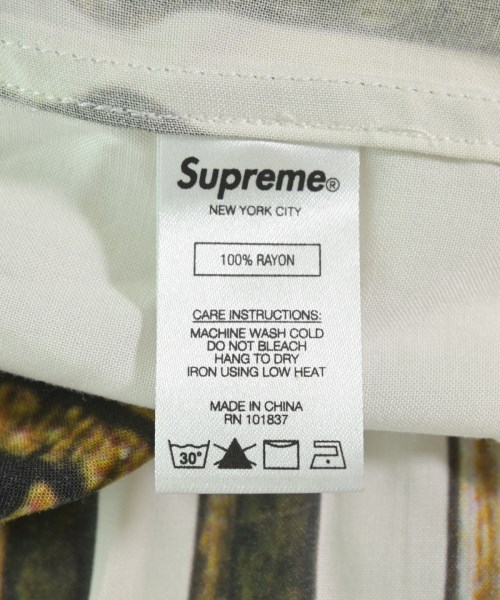 Supreme®
NEW YORK CITY
100% RAYON
CARE INSTRUCTIONS:
MACHINE WASH COLD
DO NOT BLEACH
HANG TO DRY
IRON USING LOW HEAT
MADE IN CHINA
RN 101837
30°